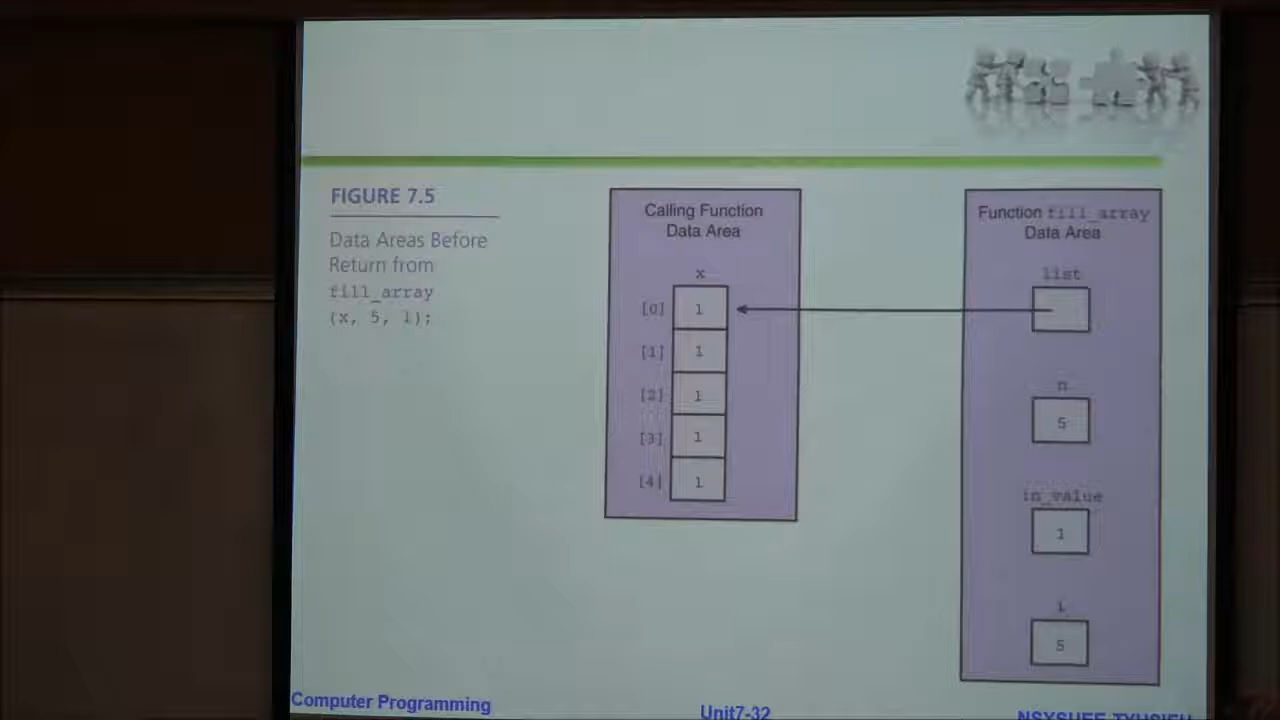 FIGURE 7.5
Data Areas Before
Return from
fill_array
(x, 5, 1);
Calling Function
Data Area
x
[0] 1
[1] 1
[2] 1
[3] 1
[4] 1
Function fill_array
Data Area
list
n
5
in_value
1
i
5
Computer Programming
Unit7-32